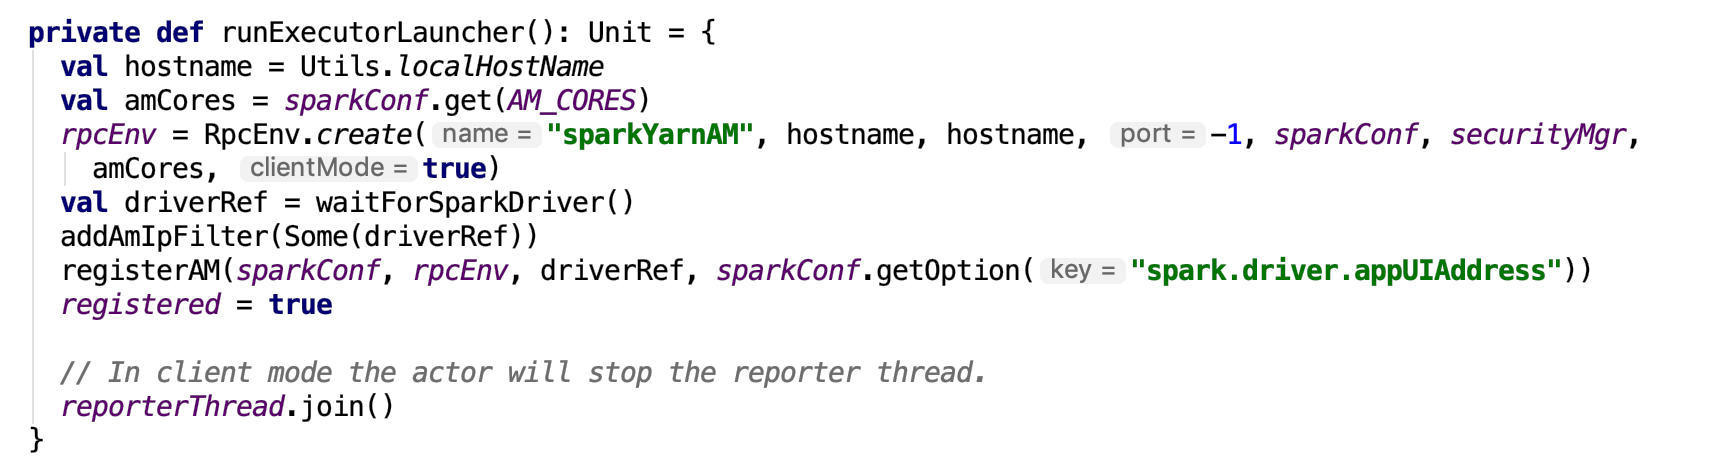 private def runExecutorLauncher(): Unit = {
val hostname = Utils.localHostName
val amCores = sparkConf.get(AM_CORES)
rpcEnv = RpcEnv.create( name = "sparkYarnAM", hostname, hostname, port = -1, sparkConf, securityMgr,
amCores, clientMode = true)
val driverRef = waitForSparkDriver()
addAmIpFilter(Some(driverRef))
registerAM(sparkConf, rpcEnv, driverRef, sparkConf.getOption( key = "spark.driver.appUIAddress"))
registered = true
// In client mode the actor will stop the reporter thread.
reporterThread.join()
}